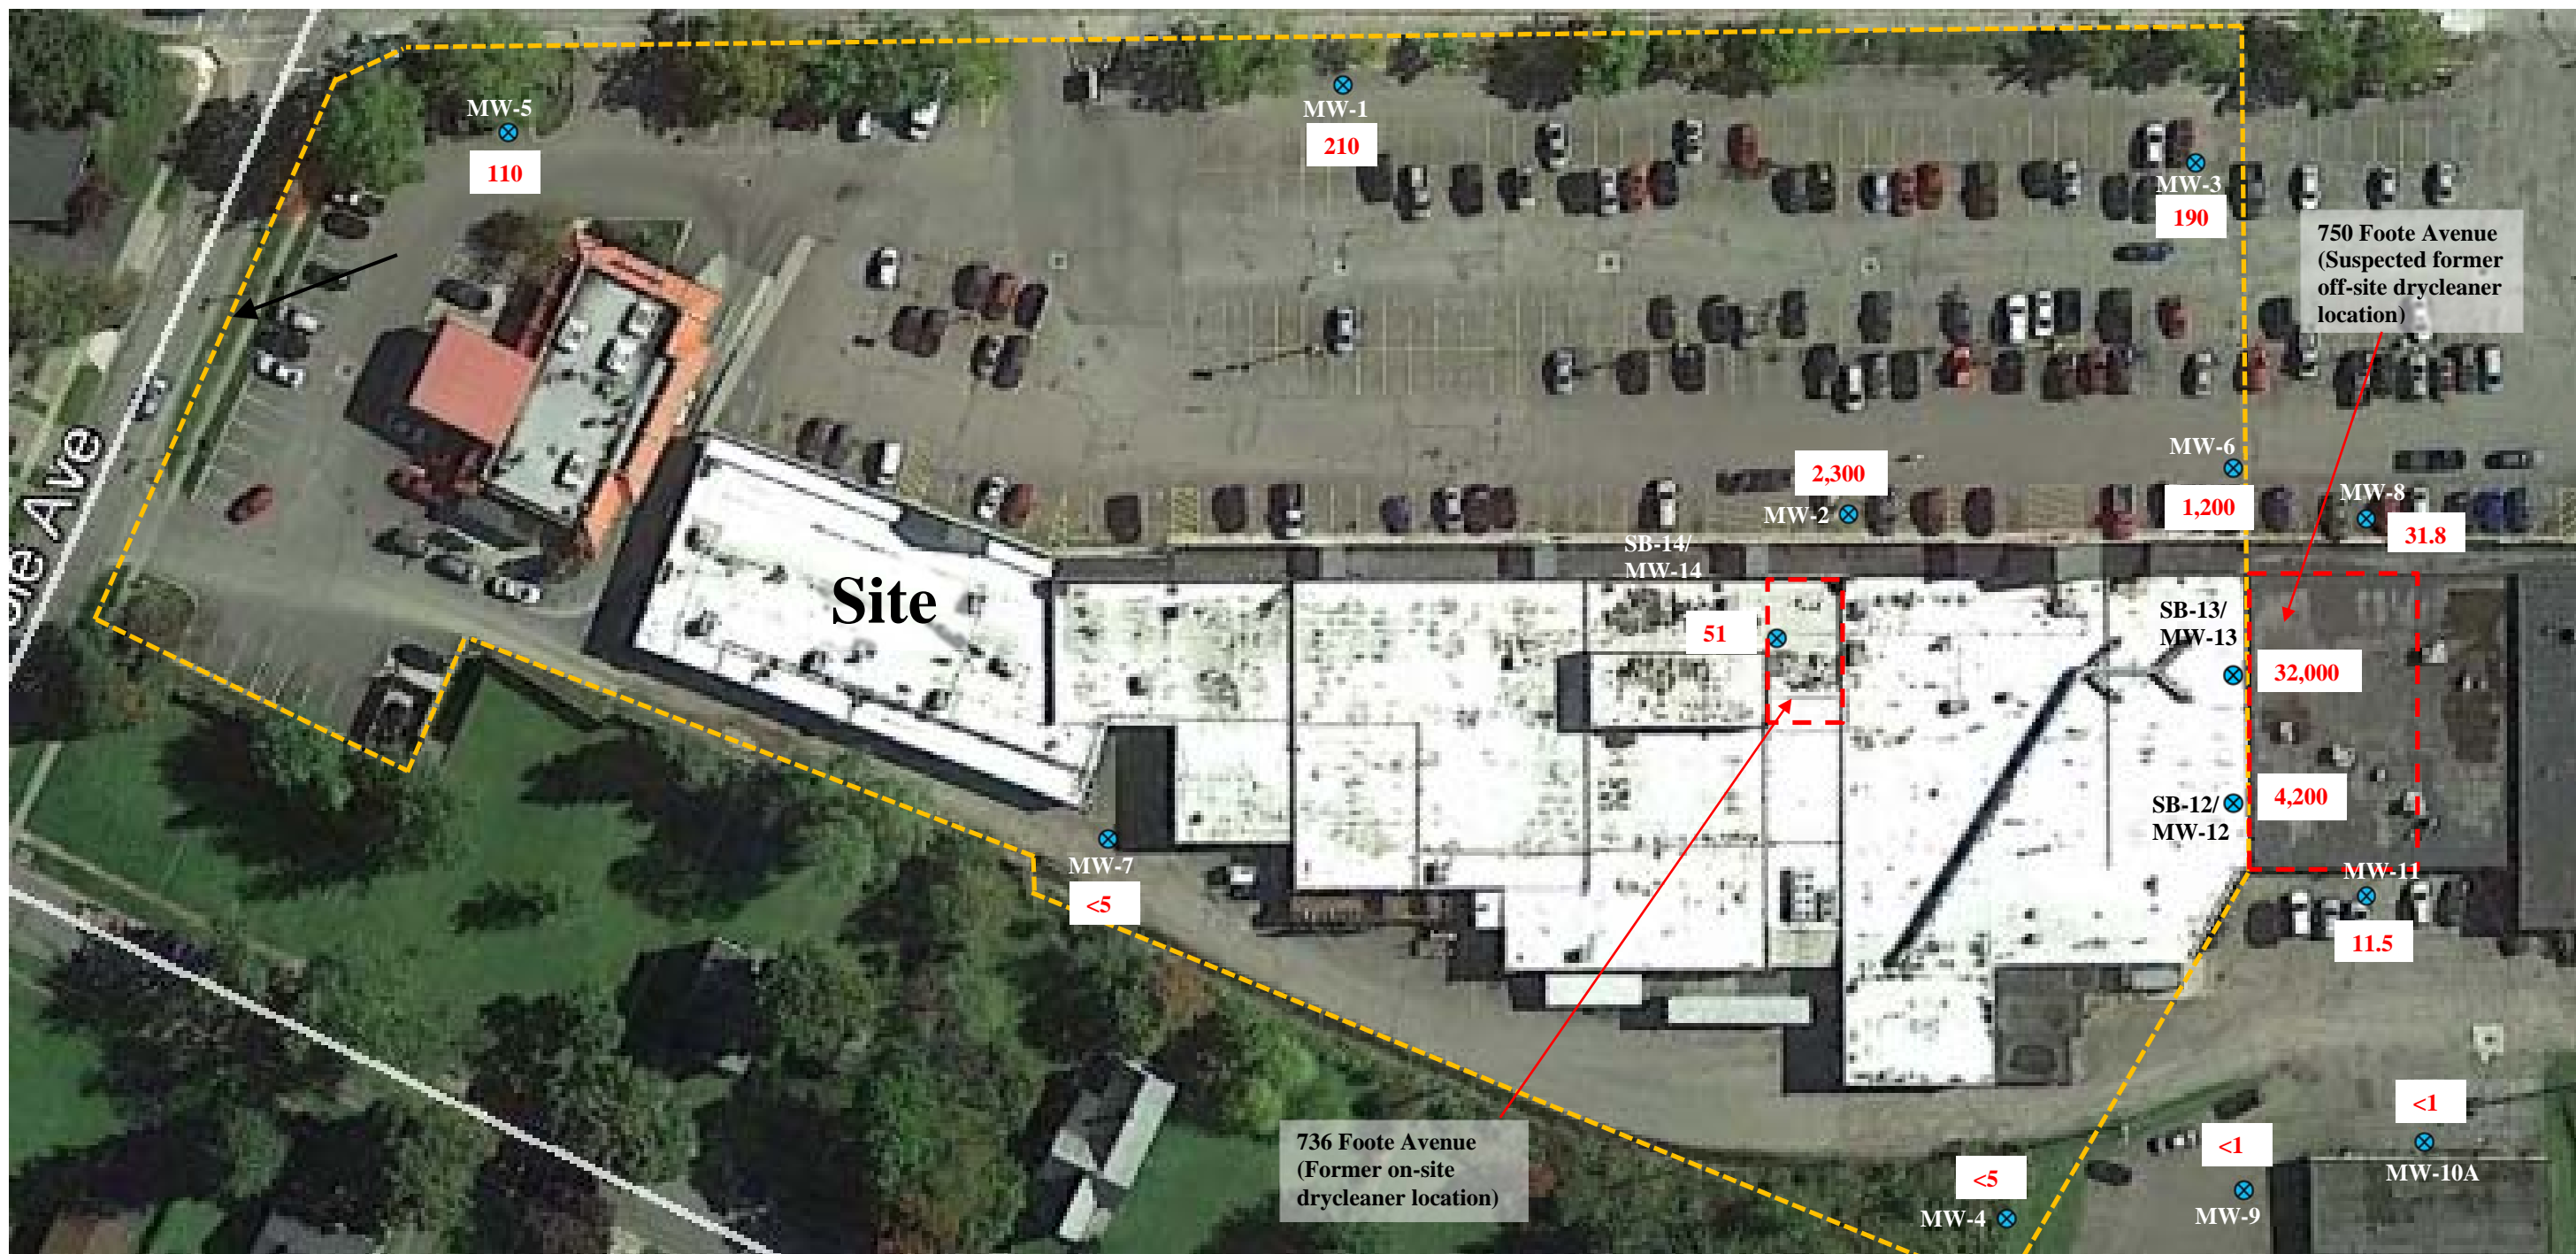 MW-5
110
MW-1
210
MW-3
190
750 Foote Avenue
(Suspected former
off-site drycleaner
location)
MW-6
1,200
2,300
MW-2
MW-8
31.8
SB-14/
MW-14
51
Site
SB-13/
MW-13
32,000
SB-12/
MW-12
4,200
MW-7
<5
MW-11
11.5
736 Foote Avenue
(Former on-site
drycleaner location)
<5
MW-4
<1
MW-9
<1
MW-10A
Ave